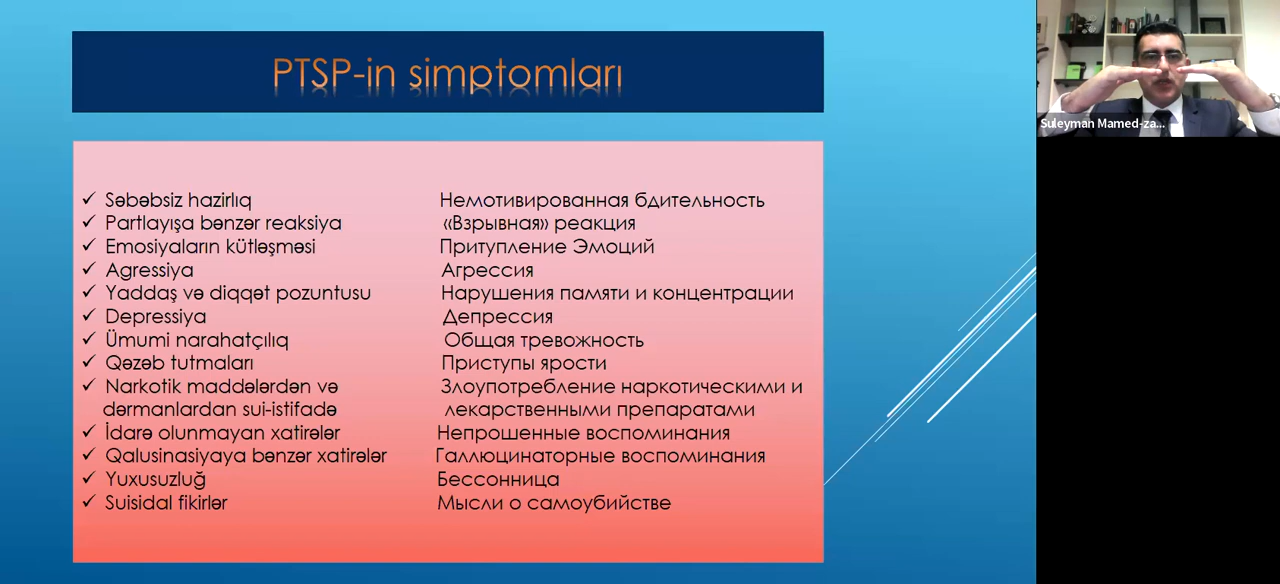 PTSP-in simptomları
Suleyman Mamed-za...
✓ Səbəbsiz hazirlıq Немотивированная бдительность
✓ Partlayışa bənzər reaksiya «Взрывная» реакция
✓ Emosiyaların kütləşməsi Притупление Эмоций
✓ Agressiya Агрессия
✓ Yaddaş və diqqət pozuntusu Нарушения памяти и концентрации
✓ Depressiya Депрессия
✓ Ümumi narahatçılıq Общая тревожность
✓ Qəzəb tutmaları Приступы ярости
✓ Narkotik maddələrdən və Злоупотребление наркотическими и
dərmanlardan sui-istifadə лекарственными препаратами
✓ İdarə olunmayan xatirələr Непрошенные воспоминания
✓ Qalusinasiyaya bənzər xatirələr Галлюцинаторные воспоминания
✓ Yuxusuzluğ Бессонница
✓ Suisidal fikirlər Мысли о самоубийстве